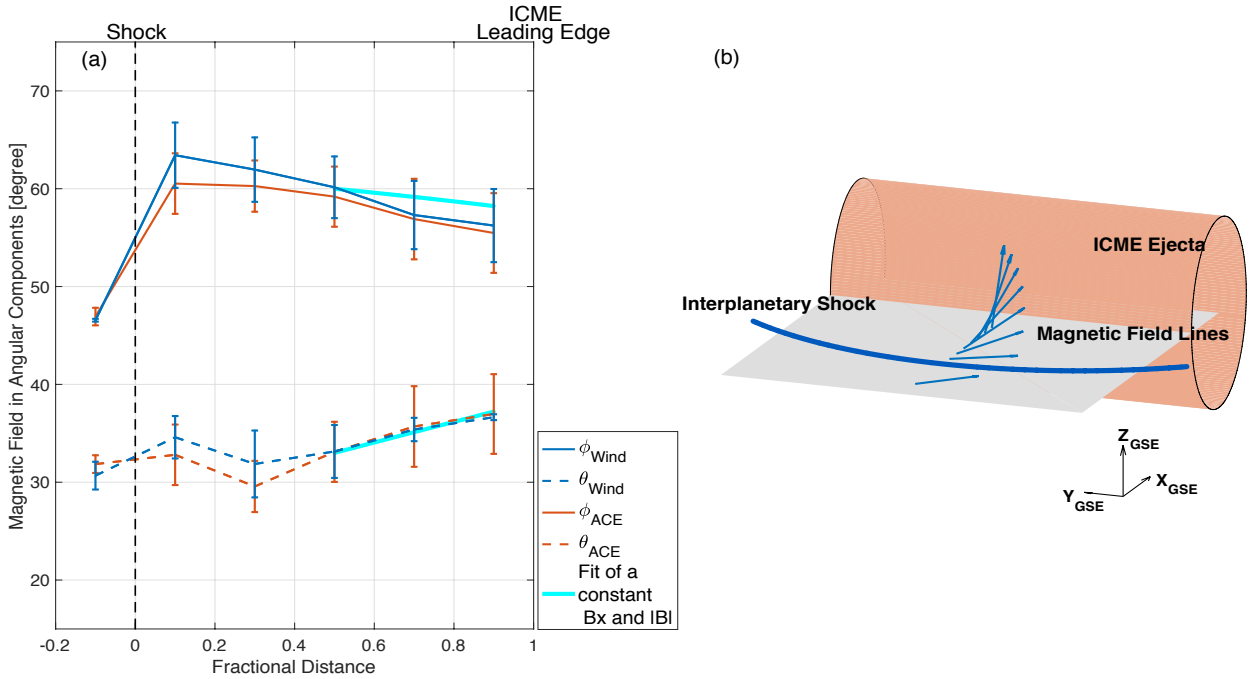 ICME
Shock
Leading Edge
(a)
(b)
Magnetic Field in Angular Components [degree]
70
60
50
40
30
20
-0.2
0
0.2
0.4
0.6
0.8
1
Fractional Distance
ϕWind
θWind
ϕACE
θACE
Fit of a
constant
Bx and |B|
ICME Ejecta
Interplanetary Shock
Magnetic Field Lines
ZGSE
XGSE
YGSE